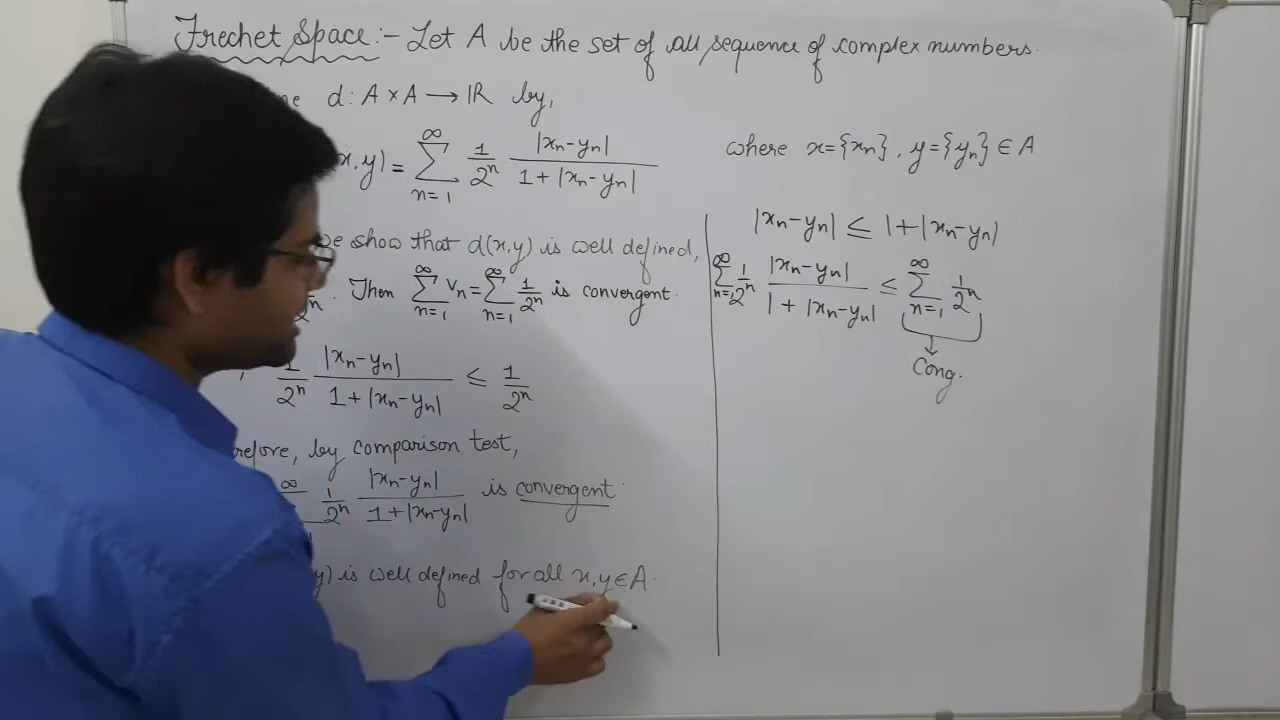 Frechet Space :- Let A be the set of all sequence of complex numbers.
d : A × A → IR by,
x, y) = ∑_{n=1}^{∞} 1/2^n |x_n - y_n| / 1 + |x_n - y_n|
where x = {x_n}, y = {y_n} ∈ A
show that d(x,y) is well defined,
Then ∑_{n=1}^{∞} v_n = ∑_{n=1}^{∞} 1/2^n is convergent.
1/2^n |x_n - y_n| / 1 + |x_n - y_n| ≤ 1/2^n
by comparison test,
1/2^n |x_n - y_n| / 1 + |x_n - y_n| is convergent
y) is well defined for all x, y ∈ A.
|x_n - y_n| ≤ 1 + |x_n - y_n|
∑_{n=1}^{∞} 1/2^n |x_n - y_n| / 1 + |x_n - y_n| ≤ ∑_{n=1}^{∞} 1/2^n
Cong.